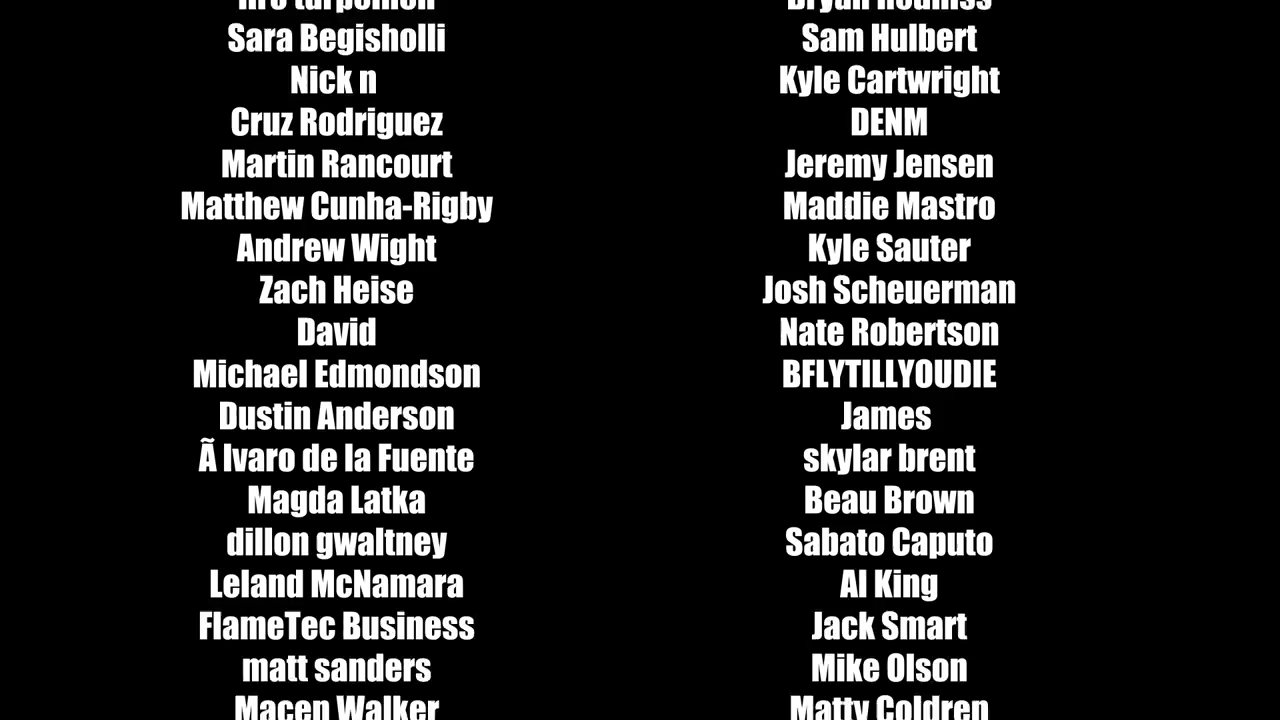 Sara Begisholli
Nick n
Cruz Rodriguez
Martin Rancourt
Matthew Cunha-Rigby
Andrew Wight
Zach Heise
David
Michael Edmondson
Dustin Anderson
Ã lvaro de la Fuente
Magda Latka
dillon gwaltney
Leland McNamara
FlameTec Business
matt sanders
Macen Walker
Sam Hulbert
Kyle Cartwright
DENM
Jeremy Jensen
Maddie Mastro
Kyle Sauter
Josh Scheuerman
Nate Robertson
BFLYTILLYOUDIE
James
skylar brent
Beau Brown
Sabato Caputo
Al King
Jack Smart
Mike Olson
Matty Coldren